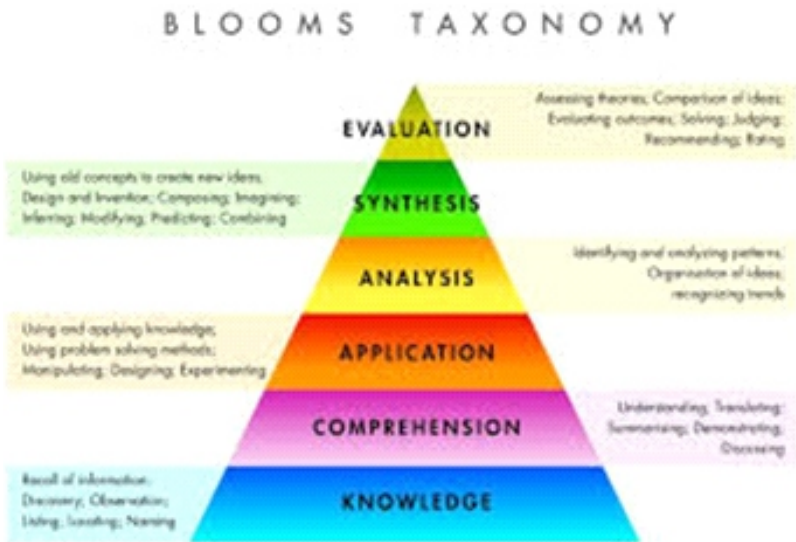 BLOOMS TAXONOMY
EVALUATION
Assessing theories; Comparison of ideas;
Evaluating outcomes; Solving; Judging;
Recommending; Rating
Using old concepts to create new ideas;
Design and Invention; Composing; Imagining;
Inferring; Modifying; Predicting; Combining
SYNTHESIS
ANALYSIS
Identifying and analyzing patterns;
Organisation of ideas;
recognizing trends
Using and applying knowledge;
Using problem solving methods;
Manipulating; Designing; Experimenting
APPLICATION
COMPREHENSION
Understanding; Translating;
Summarising; Demonstrating;
Discussing
Recall of information;
Discovery; Observation;
Listing; Locating; Naming
KNOWLEDGE